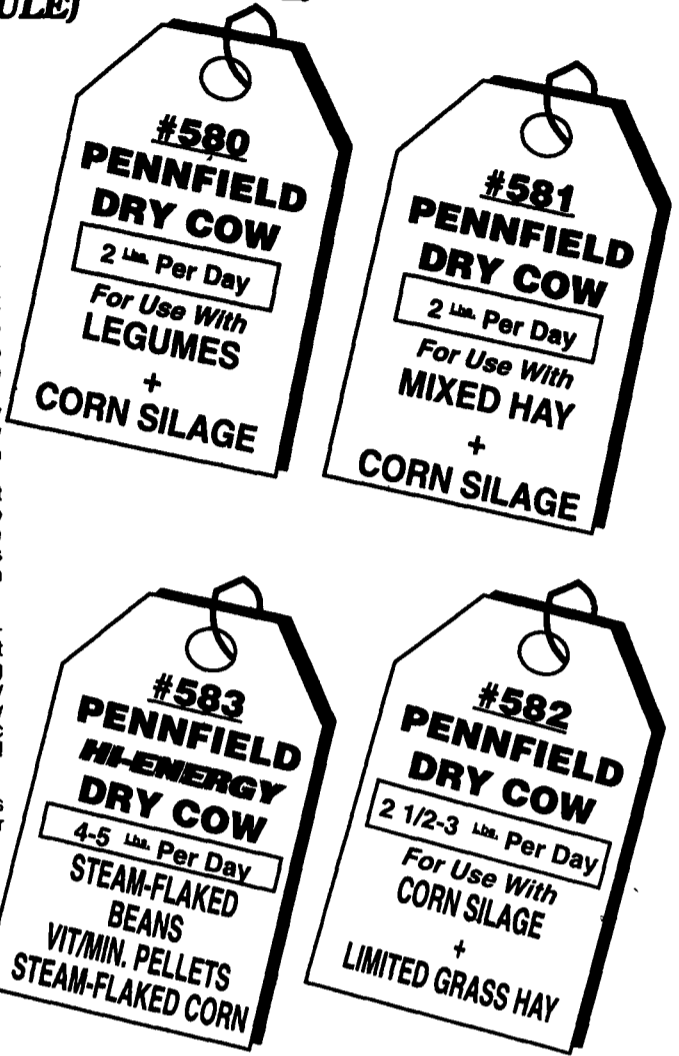 ULE)
#580
PENNFIELD
DRY COW
2 Lbs. Per Day
For Use With
LEGUMES
+
CORN SILAGE
#581
PENNFIELD
DRY COW
2 Lbs. Per Day
For Use With
MIXED HAY
+
CORN SILAGE
#583
PENNFIELD
HI-ENERGY
DRY COW
4-5 Lbs. Per Day
STEAM-FLAKED
BEANS
VIT/MIN. PELLETS
STEAM-FLAKED CORN
#582
PENNFIELD
DRY COW
2 1/2-3 Lbs. Per Day
For Use With
CORN SILAGE
+
LIMITED GRASS HAY